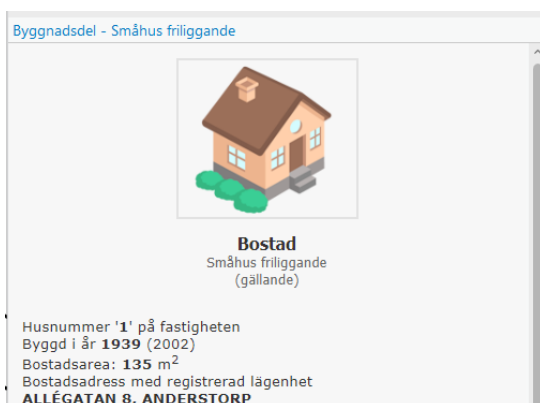 Byggnadsdel - Småhus friliggande
Bostad
Småhus friliggande
(gällande)
Husnummer '1' på fastigheten
Byggd i år 1939 (2002)
Bostadsarea: 135 m²
Bostadsadress med registrerad lägenhet
ALLÉGATAN 8, ANDERSTORP